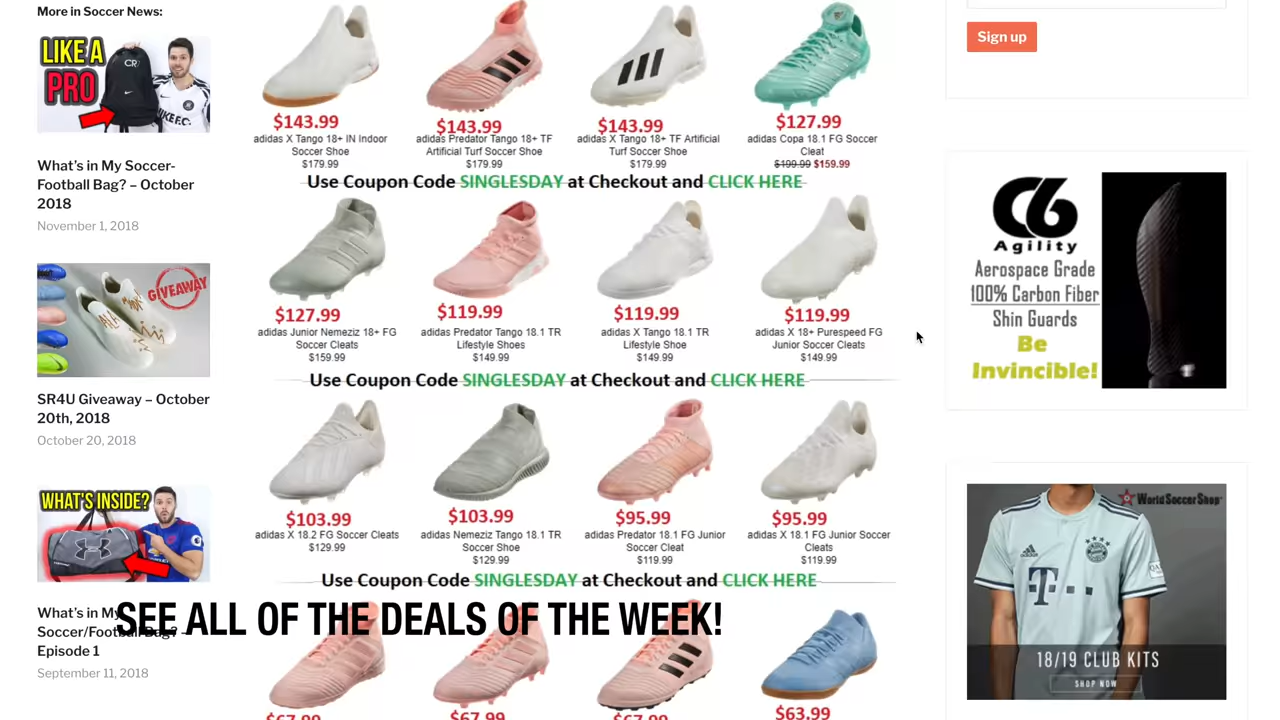 More in Soccer News:
LIKE A
PRO
CR
NIKE F.C.
What's in My Soccer-
Football Bag? – October
2018
November 1, 2018
GIVEAWAY
SR4U Giveaway – October
20th, 2018
October 20, 2018
WHAT'S INSIDE?
What's in My
Soccer/Football Bag? –
Episode 1
September 11, 2018
$143.99
adidas X Tango 18+ IN Indoor
Soccer Shoe
$179.99
$143.99
adidas Predator Tango 18+ TF
Artificial Turf Soccer Shoe
$179.99
$143.99
adidas X Tango 18+ TF Artificial
Turf Soccer Shoe
$179.99
$127.99
adidas Copa 18.1 FG Soccer
Cleat
$199.99 $159.99
Use Coupon Code SINGLESDAY at Checkout and CLICK HERE
$127.99
adidas Junior Nemeziz 18+ FG
Soccer Cleats
$159.99
$119.99
adidas Predator Tango 18.1 TR
Lifestyle Shoes
$149.99
$119.99
adidas X Tango 18.1 TR
Lifestyle Shoe
$149.99
$119.99
adidas X 18+ Purespeed FG
Junior Soccer Cleats
$149.99
Use Coupon Code SINGLESDAY at Checkout and CLICK HERE
$103.99
adidas X 18.2 FG Soccer Cleats
$129.99
$103.99
adidas Nemeziz Tango 18.1 TR
Soccer Shoe
$129.99
$95.99
adidas Predator 18.1 FG Junior
Soccer Cleat
$119.99
$95.99
adidas X 18.1 FG Junior Soccer
Cleats
$119.99
Use Coupon Code SINGLESDAY at Checkout and CLICK HERE
SEE ALL OF THE DEALS OF THE WEEK!
$67.99
$67.99
$67.99
$63.99
Sign up
C6
Agility
Aerospace Grade
100% Carbon Fiber
Shin Guards
Be
Invincible!
WorldSoccerShop
adidas
T
18/19 CLUB KITS
SHOP NOW